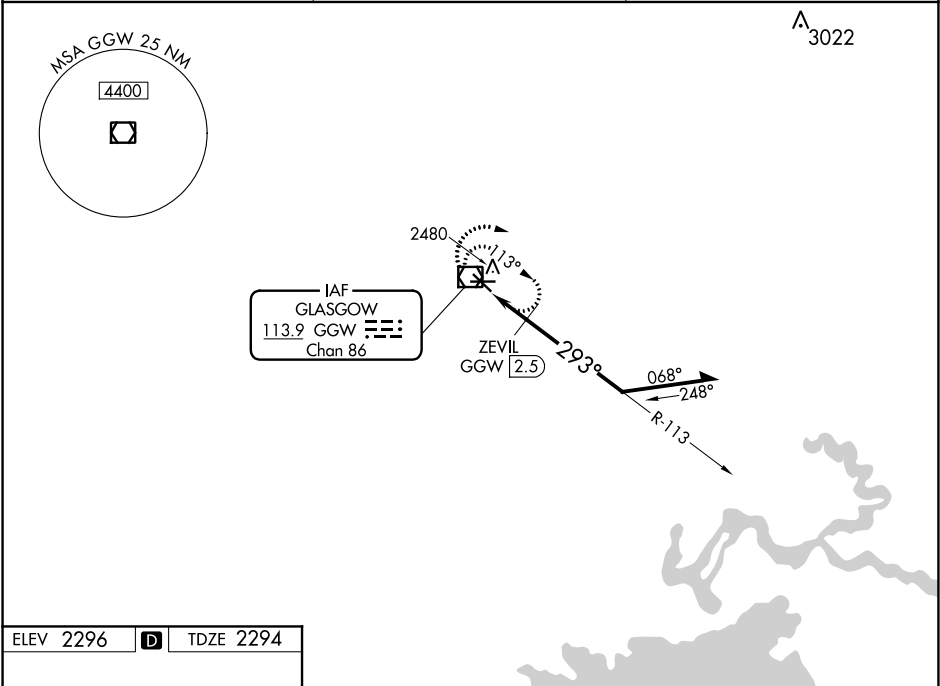 MSA GGW 25 NM
4400
3022
2480
113°
IAF
GLASGOW
113.9 GGW
Chan 86
ZEVIL
GGW 2.5
293°
068°
248°
R-113
ELEV 2296 D TDZE 2294